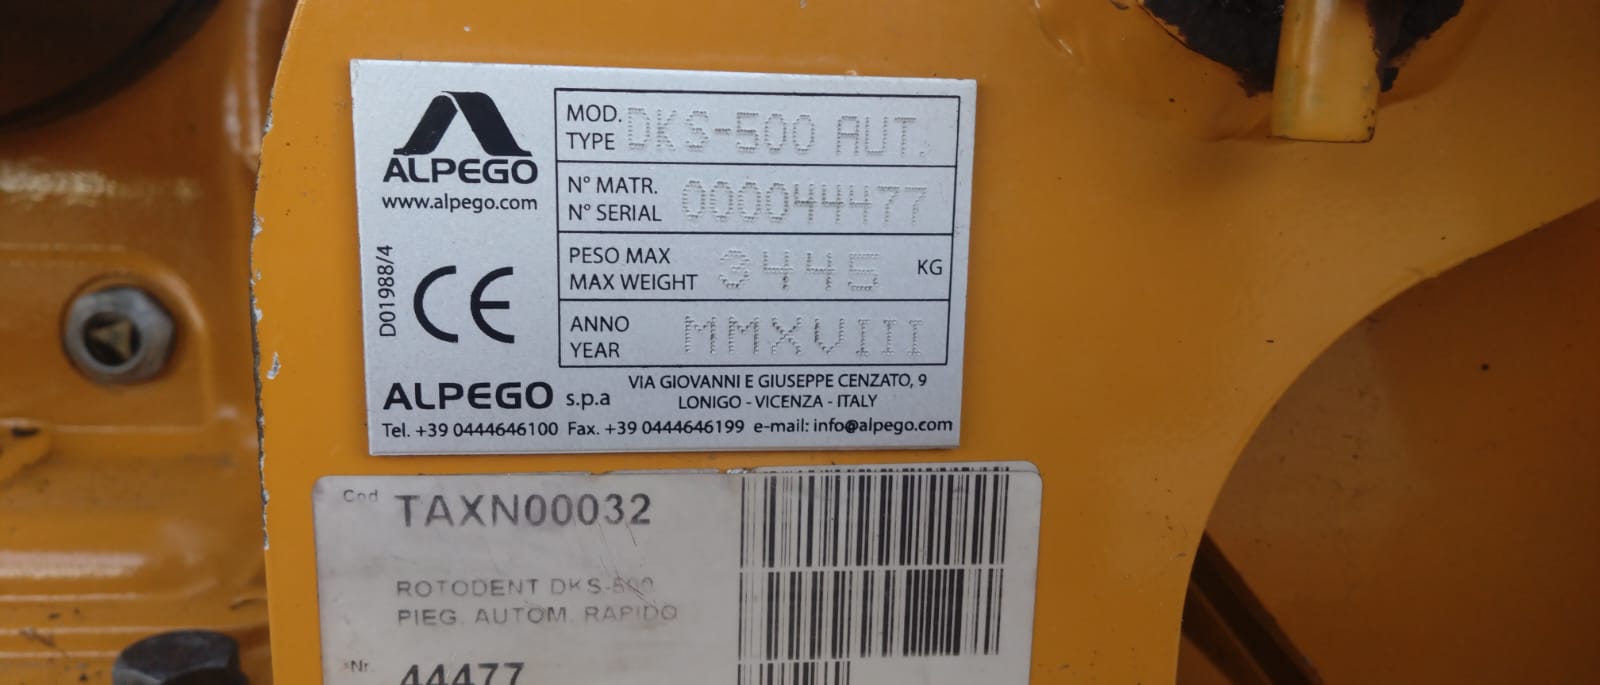 ALPEGO
www.alpego.com
D01988/4
CE
MOD.
TYPE DKS-500 AUT.
N° MATR.
N° SERIAL 000044477
PESO MAX
MAX WEIGHT 3445 KG
ANNO
YEAR MMXVIII
ALPEGO s.p.a
VIA GIOVANNI E GIUSEPPE CENZATO, 9
LONIGO - VICENZA - ITALY
Tel. +39 0444646100 Fax. +39 0444646199 e-mail: info@alpego.com
Cod TAXN00032
ROTODENT DKS-500
PIEG. AUTOM. RAPIDO
Nr. 44477